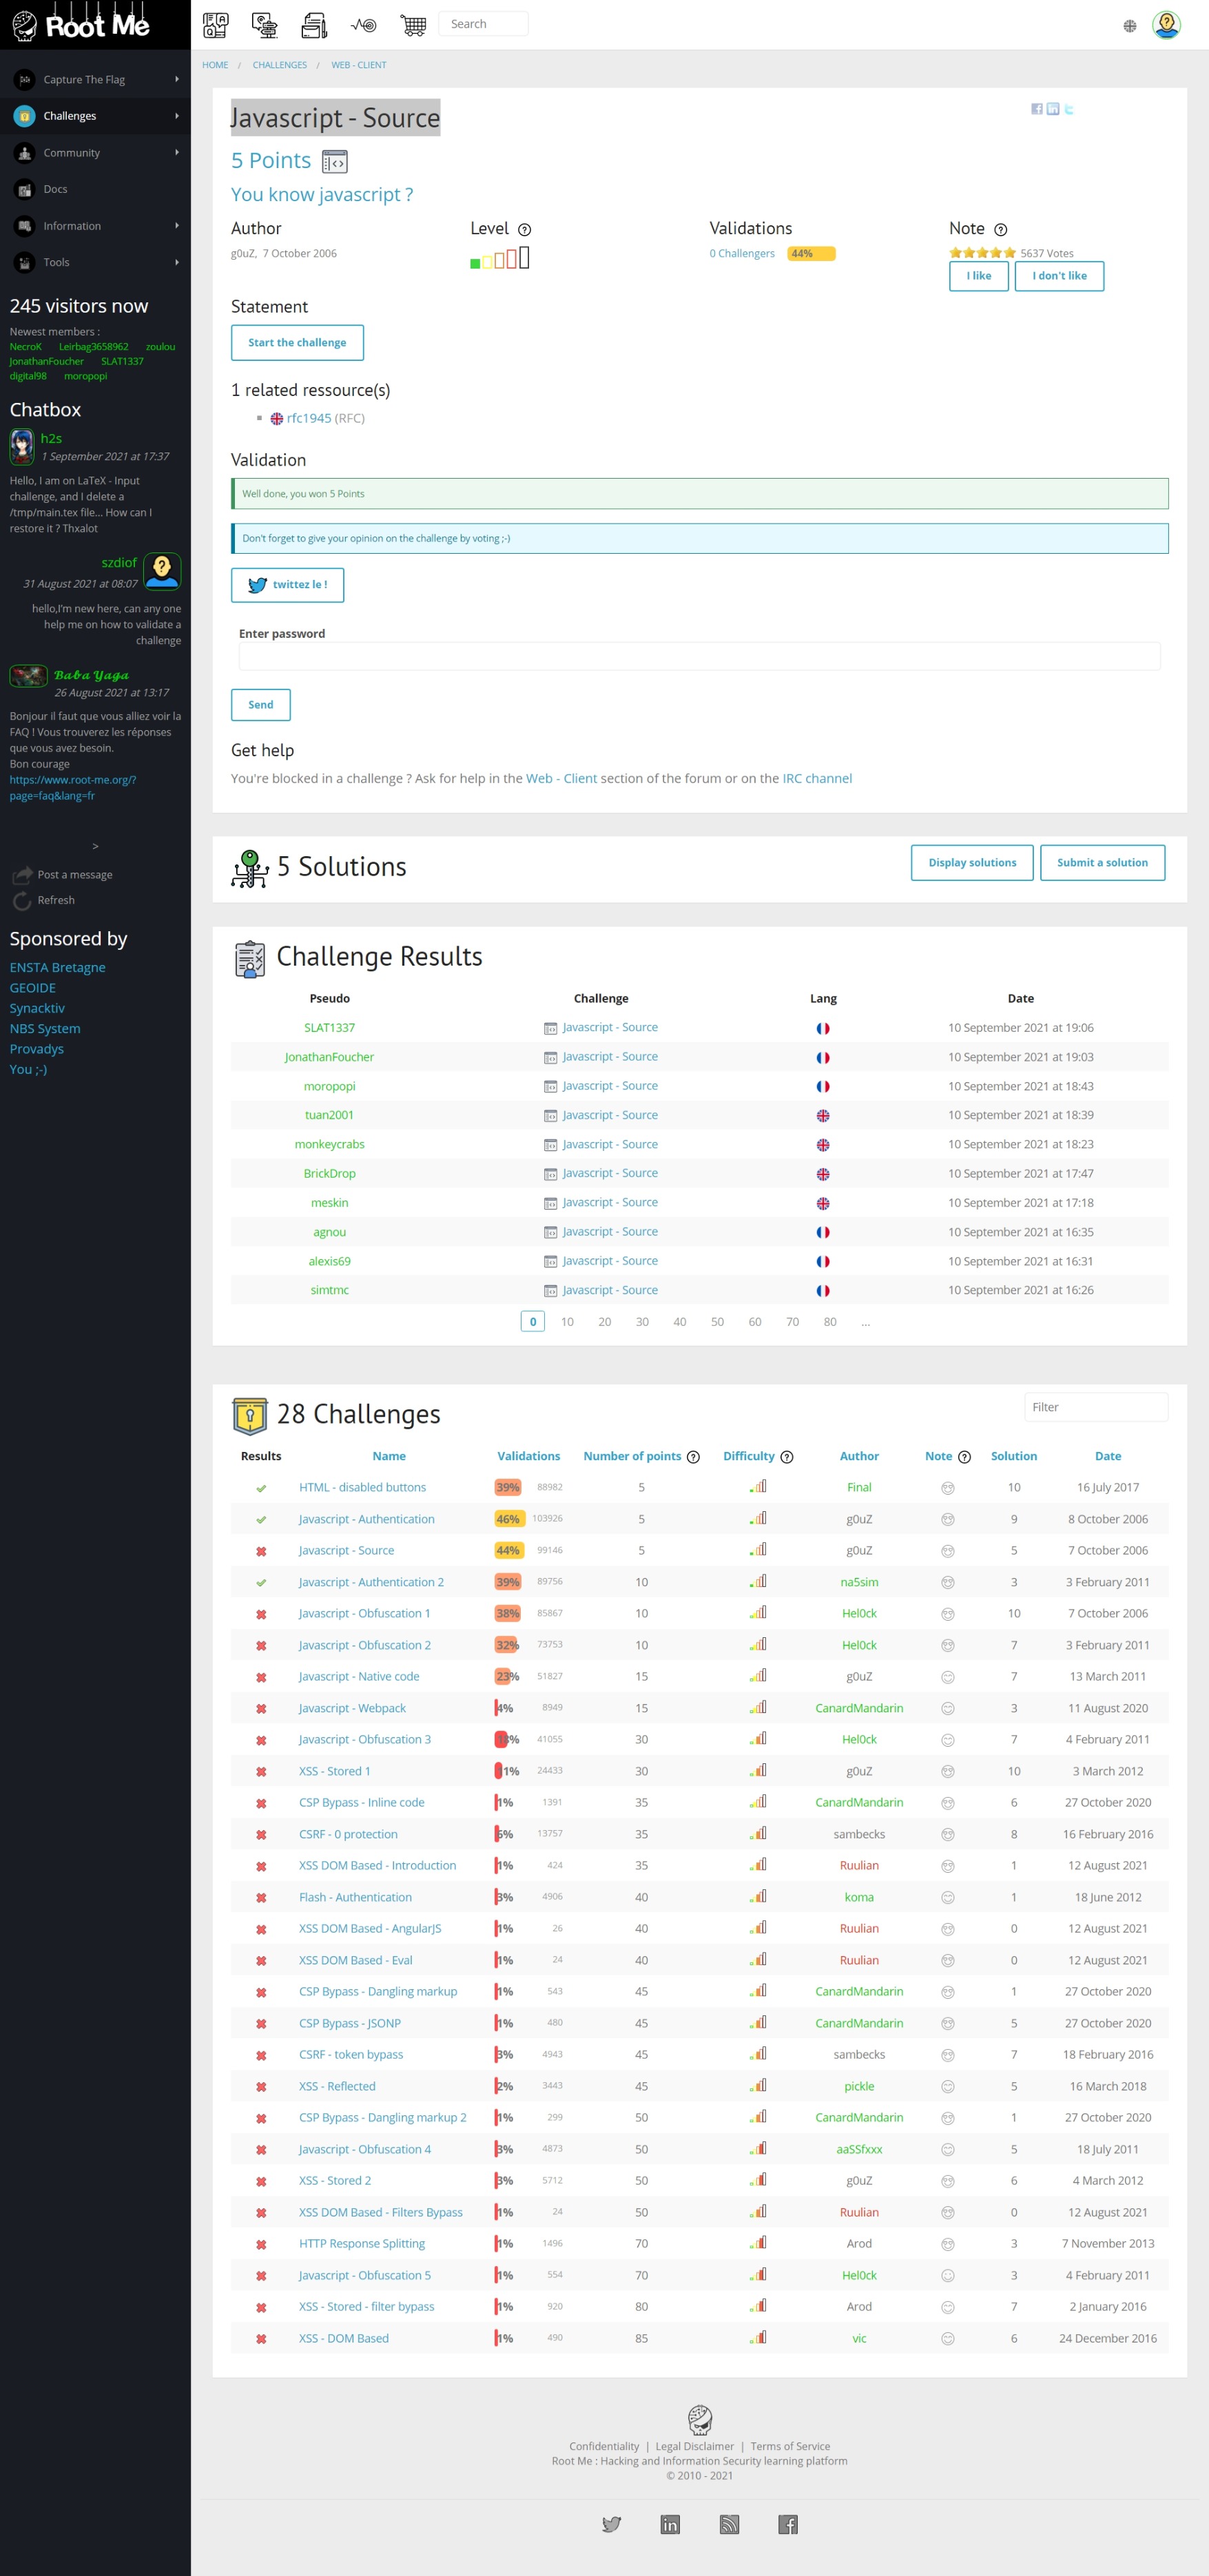 Root Me
Search
Capture The Flag
Challenges
Community
Docs
Information
Tools
245 visitors now
Newest members :
NecroK Leirbag3658962 zoulou
JonathanFoucher SLAT1337
digital98 moropopi
Chatbox
h2s
1 September 2021 at 17:37
Hello, I am on LaTeX - Input
challenge, and I delete a
/tmp/main.tex file... How can I
restore it ? Thxalot
szdiof
31 August 2021 at 08:07
hello,I'm new here, can any one
help me on how to validate a
challenge
Baba Yaga
26 August 2021 at 13:17
Bonjour il faut que vous alliez voir la
FAQ ! Vous trouverez les réponses
que vous avez besoin.
Bon courage
https://www.root-me.org/?
page=faq&lang=fr
>
Post a message
Refresh
Sponsored by
ENSTA Bretagne
GEOIDE
Synacktiv
NBS System
Provadys
You ;-)
HOME / CHALLENGES / WEB - CLIENT
Javascript - Source
5 Points
You know javascript ?
Author Level Validations Note
g0uZ, 7 October 2006 0 Challengers 44% 5637 Votes
I like I don't like
Statement
Start the challenge
1 related ressource(s)
rfc1945 (RFC)
Validation
Well done, you won 5 Points
Don't forget to give your opinion on the challenge by voting ;-)
twittez le !
Enter password
Send
Get help
You're blocked in a challenge ? Ask for help in the Web - Client section of the forum or on the IRC channel
5 Solutions Display solutions Submit a solution
Challenge Results
Pseudo Challenge Lang Date
SLAT1337 Javascript - Source 10 September 2021 at 19:06
JonathanFoucher Javascript - Source 10 September 2021 at 19:03
moropopi Javascript - Source 10 September 2021 at 18:43
tuan2001 Javascript - Source 10 September 2021 at 18:39
monkeycrabs Javascript - Source 10 September 2021 at 18:23
BrickDrop Javascript - Source 10 September 2021 at 17:47
meskin Javascript - Source 10 September 2021 at 17:18
agnou Javascript - Source 10 September 2021 at 16:35
alexis69 Javascript - Source 10 September 2021 at 16:31
simtmc Javascript - Source 10 September 2021 at 16:26
0 10 20 30 40 50 60 70 80 ...
28 Challenges Filter
Results Name Validations Number of points Difficulty Author Note Solution Date
HTML - disabled buttons 39% 88982 5 Final 10 16 July 2017
Javascript - Authentication 46% 103926 5 g0uZ 9 8 October 2006
Javascript - Source 44% 99146 5 g0uZ 5 7 October 2006
Javascript - Authentication 2 39% 89756 10 na5sim 3 3 February 2011
Javascript - Obfuscation 1 38% 85867 10 Hel0ck 10 7 October 2006
Javascript - Obfuscation 2 32% 73753 10 Hel0ck 7 3 February 2011
Javascript - Native code 23% 51827 15 g0uZ 7 13 March 2011
Javascript - Webpack 4% 8949 15 CanardMandarin 3 11 August 2020
Javascript - Obfuscation 3 18% 41055 30 Hel0ck 7 4 February 2011
XSS - Stored 1 11% 24433 30 g0uZ 10 3 March 2012
CSP Bypass - Inline code 1% 1391 35 CanardMandarin 6 27 October 2020
CSRF - 0 protection 6% 13757 35 sambecks 8 16 February 2016
XSS DOM Based - Introduction 1% 424 35 Ruulian 1 12 August 2021
Flash - Authentication 3% 4906 40 koma 1 18 June 2012
XSS DOM Based - AngularJS 1% 26 40 Ruulian 0 12 August 2021
XSS DOM Based - Eval 1% 24 40 Ruulian 0 12 August 2021
CSP Bypass - Dangling markup 1% 543 45 CanardMandarin 1 27 October 2020
CSP Bypass - JSONP 1% 480 45 CanardMandarin 5 27 October 2020
CSRF - token bypass 3% 4943 45 sambecks 7 18 February 2016
XSS - Reflected 2% 3443 45 pickle 5 16 March 2018
CSP Bypass - Dangling markup 2 1% 299 50 CanardMandarin 1 27 October 2020
Javascript - Obfuscation 4 3% 4873 50 aaSSfxxx 5 18 July 2011
XSS - Stored 2 3% 5712 50 g0uZ 6 4 March 2012
XSS DOM Based - Filters Bypass 1% 24 50 Ruulian 0 12 August 2021
HTTP Response Splitting 1% 1496 70 Arod 3 7 November 2013
Javascript - Obfuscation 5 1% 554 70 Hel0ck 3 4 February 2011
XSS - Stored - filter bypass 1% 920 80 Arod 7 2 January 2016
XSS - DOM Based 1% 490 85 vic 6 24 December 2016
Confidentiality | Legal Disclaimer | Terms of Service
Root Me : Hacking and Information Security learning platform
© 2010 - 2021